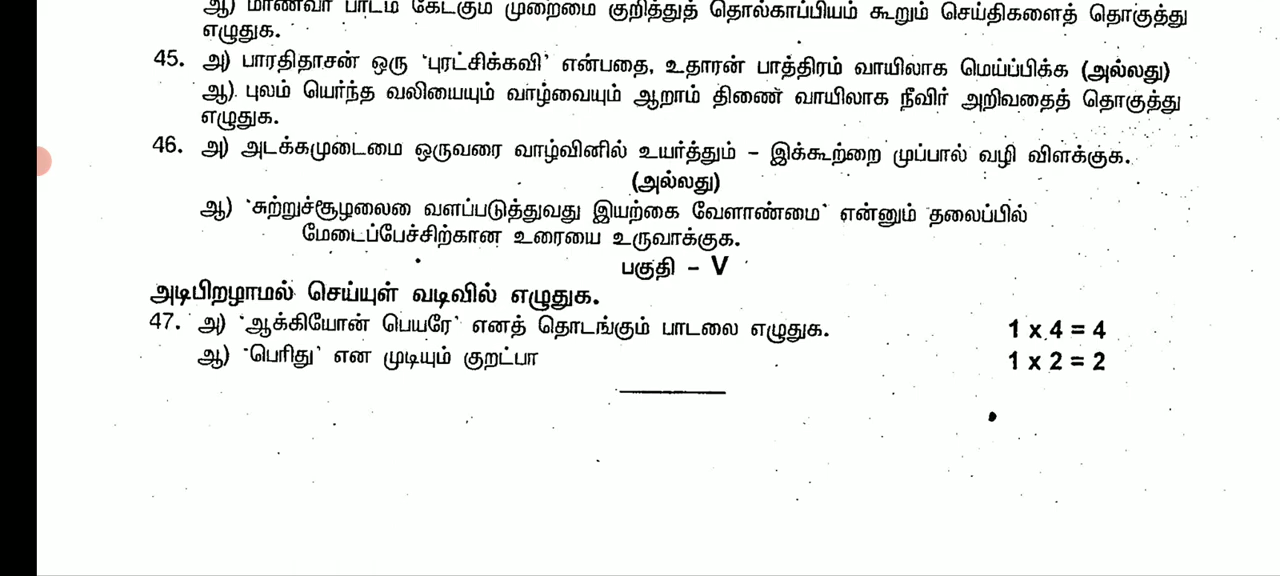 ஆ) மாணவர் பாடம் கேட்கும் முறைமை குறித்துத் தொல்காப்பியம் கூறும் செய்திகளைத் தொகுத்து
எழுதுக.
45. அ) பாரதிதாசன் ஒரு 'புரட்சிக்கவி' என்பதை, உதாரன் பாத்திரம் வாயிலாக மெய்ப்பிக்க (அல்லது)
ஆ) புலம் யெர்ந்த வலியையும் வாழ்வையும் ஆறாம் திணை வாயிலாக நீவிர் அறிவதைத் தொகுத்து
எழுதுக.
46. அ) அடக்கமுடைமை ஒருவரை வாழ்வினில் உயர்த்தும் – இக்கூற்றை முப்பால் வழி விளக்குக.
(அல்லது)
ஆ) 'சுற்றுச்சூழலைை வளப்படுத்துவது இயற்கை வேளாண்மை' என்னும் தலைப்பில்
மேடைப்பேச்சிற்கான உரையை உருவாக்குக.
பகுதி – V
அடிபிறழாமல் செய்யுள் வடிவில் எழுதுக.
47. அ) 'ஆக்கியோன் பெயரே' எனத் தொடங்கும் பாடலை எழுதுக. 1 x 4 = 4
ஆ) 'பெரிது' என முடியும் குறட்பா 1 x 2 = 2